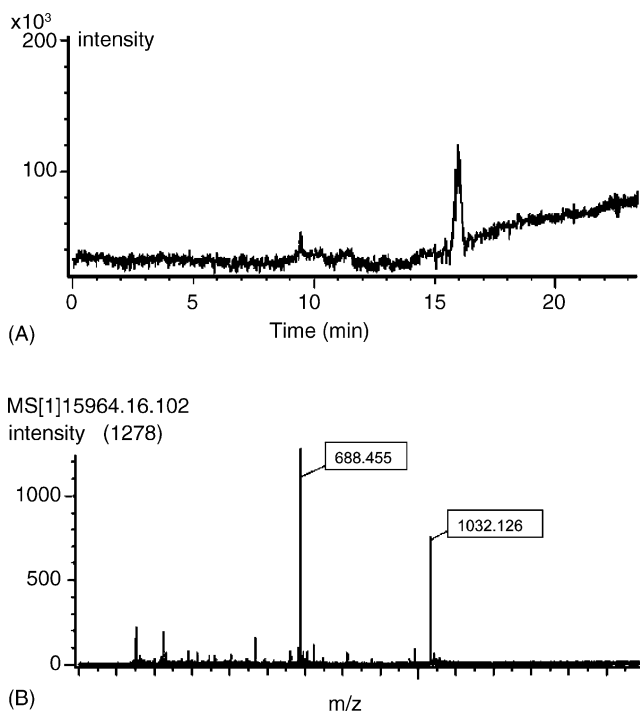 x10³
200
intensity
100
0
5
10
15
20
Time (min)
(A)
MS[1]15964.16.102
intensity (1278)
688.455
1000
1032.126
500
0
(B)
m/z